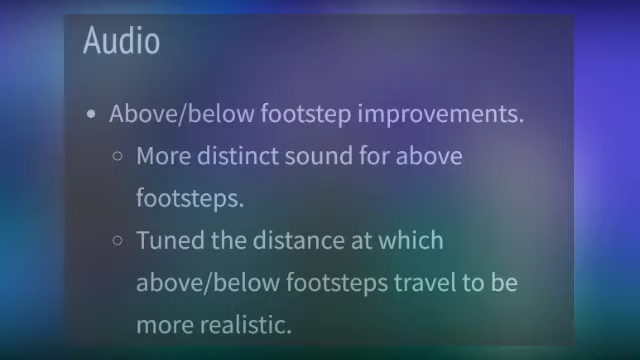 Audio
• Above/below footstep improvements.
○ More distinct sound for above
footsteps.
○ Tuned the distance at which
above/below footsteps travel to be
more realistic.